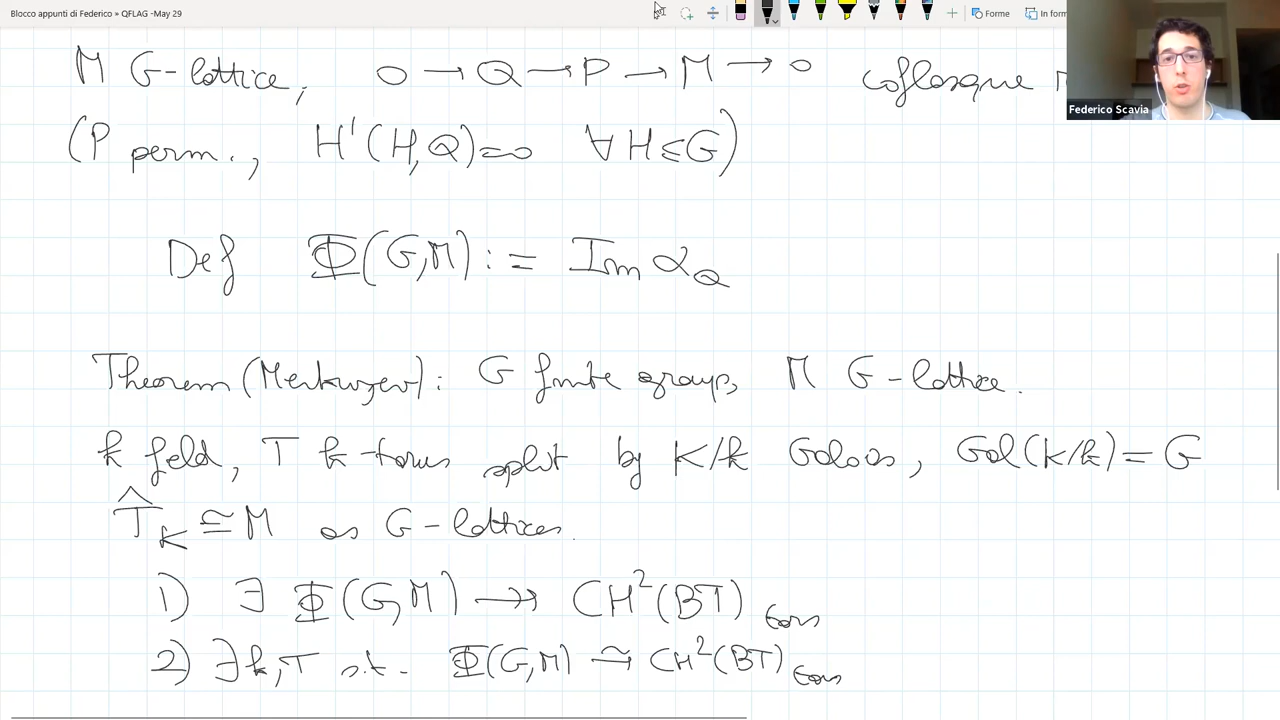 Blocco appunti di Federico » QFLAG -May 29
Forme
In form
Federico Scavia
M G-lattice, 0 → Q → P → M → 0 coflasque
(P perm., H¹(H,Q)=0 ∀H≤G)
Def Φ(G,M) := Im α_Q
Theorem (Merkurjev): G finite group, M G-lattice.
k field, T k-torus split by K/k Galois, Gal(K/k) = G
T̂_K ≅ M as G-lattices.
1) ∃ Φ(G,M) ↠ CH²(BT)_tors
2) ∃k,T s.t. Φ(G,M) ⥲ CH²(BT)_tors